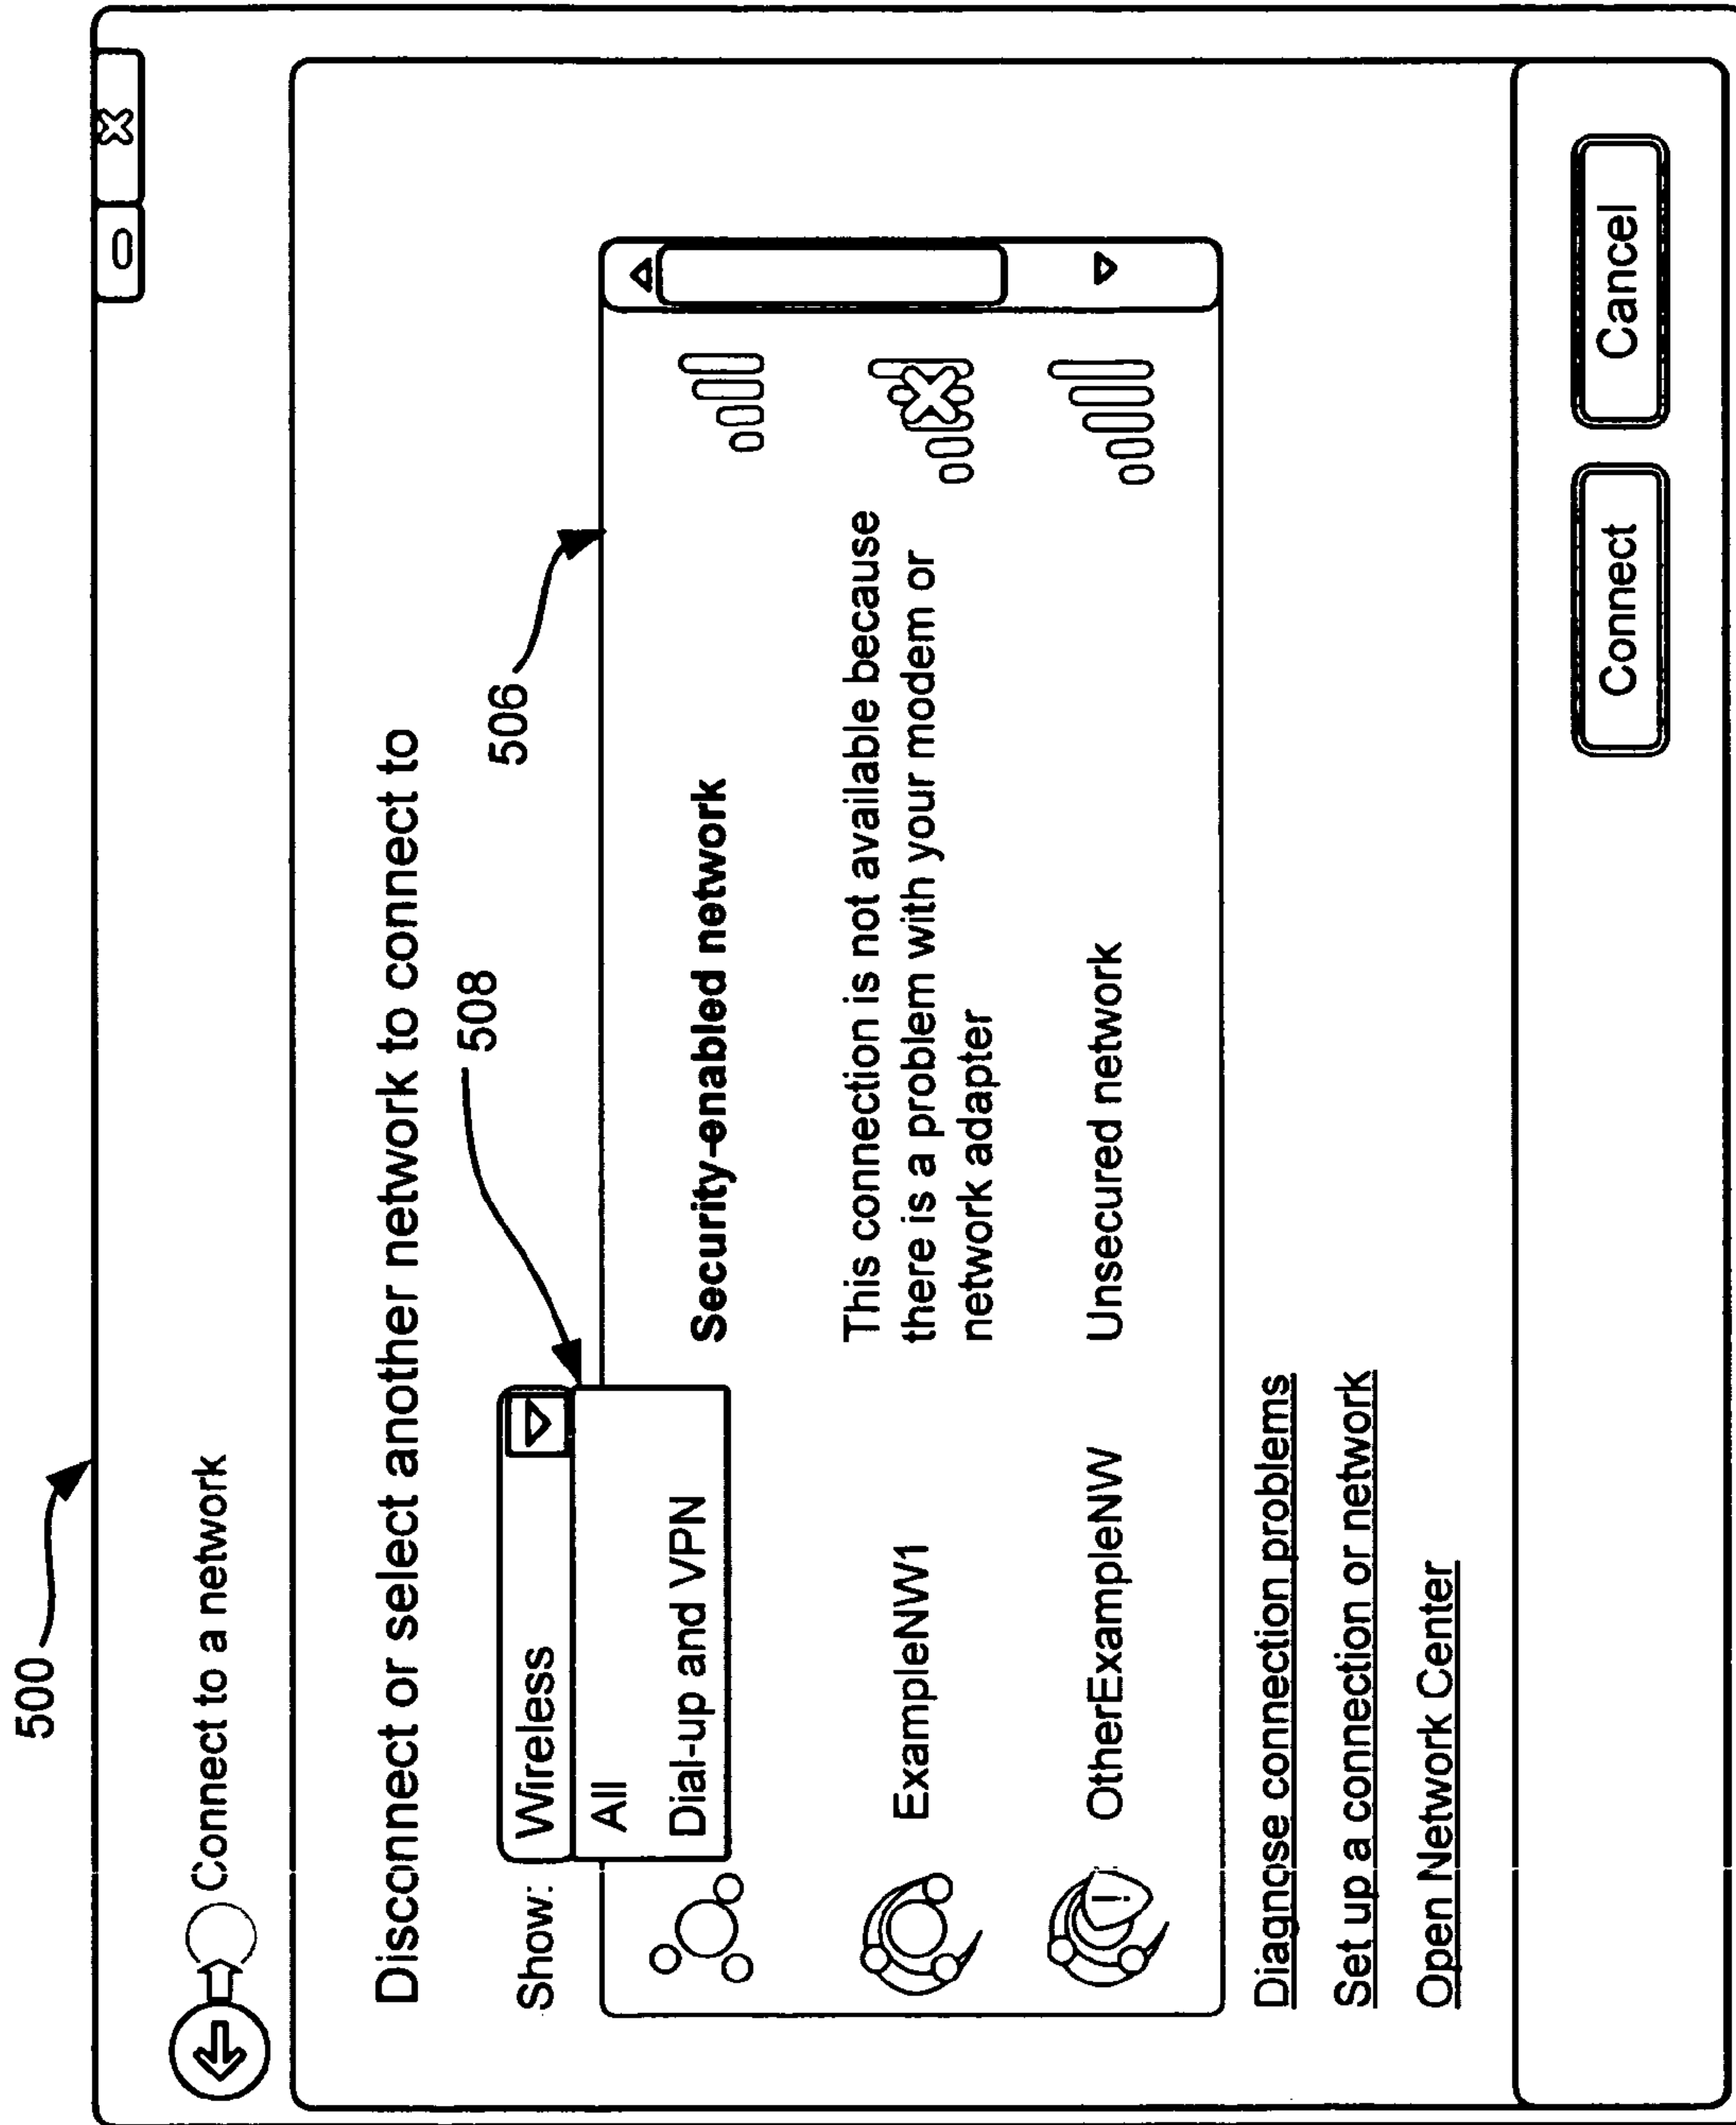 500
Connect to a network
Disconnect or select another network to connect to
508
506
Show:
Wireless
All
Dial-up and VPN
Security-enabled network
ExampleNW1
This connection is not available because
there is a problem with your modem or
network adapter
OtherExampleNW
Unsecured network
Diagnose connection problems
Set up a connection or network
Open Network Center
Connect
Cancel